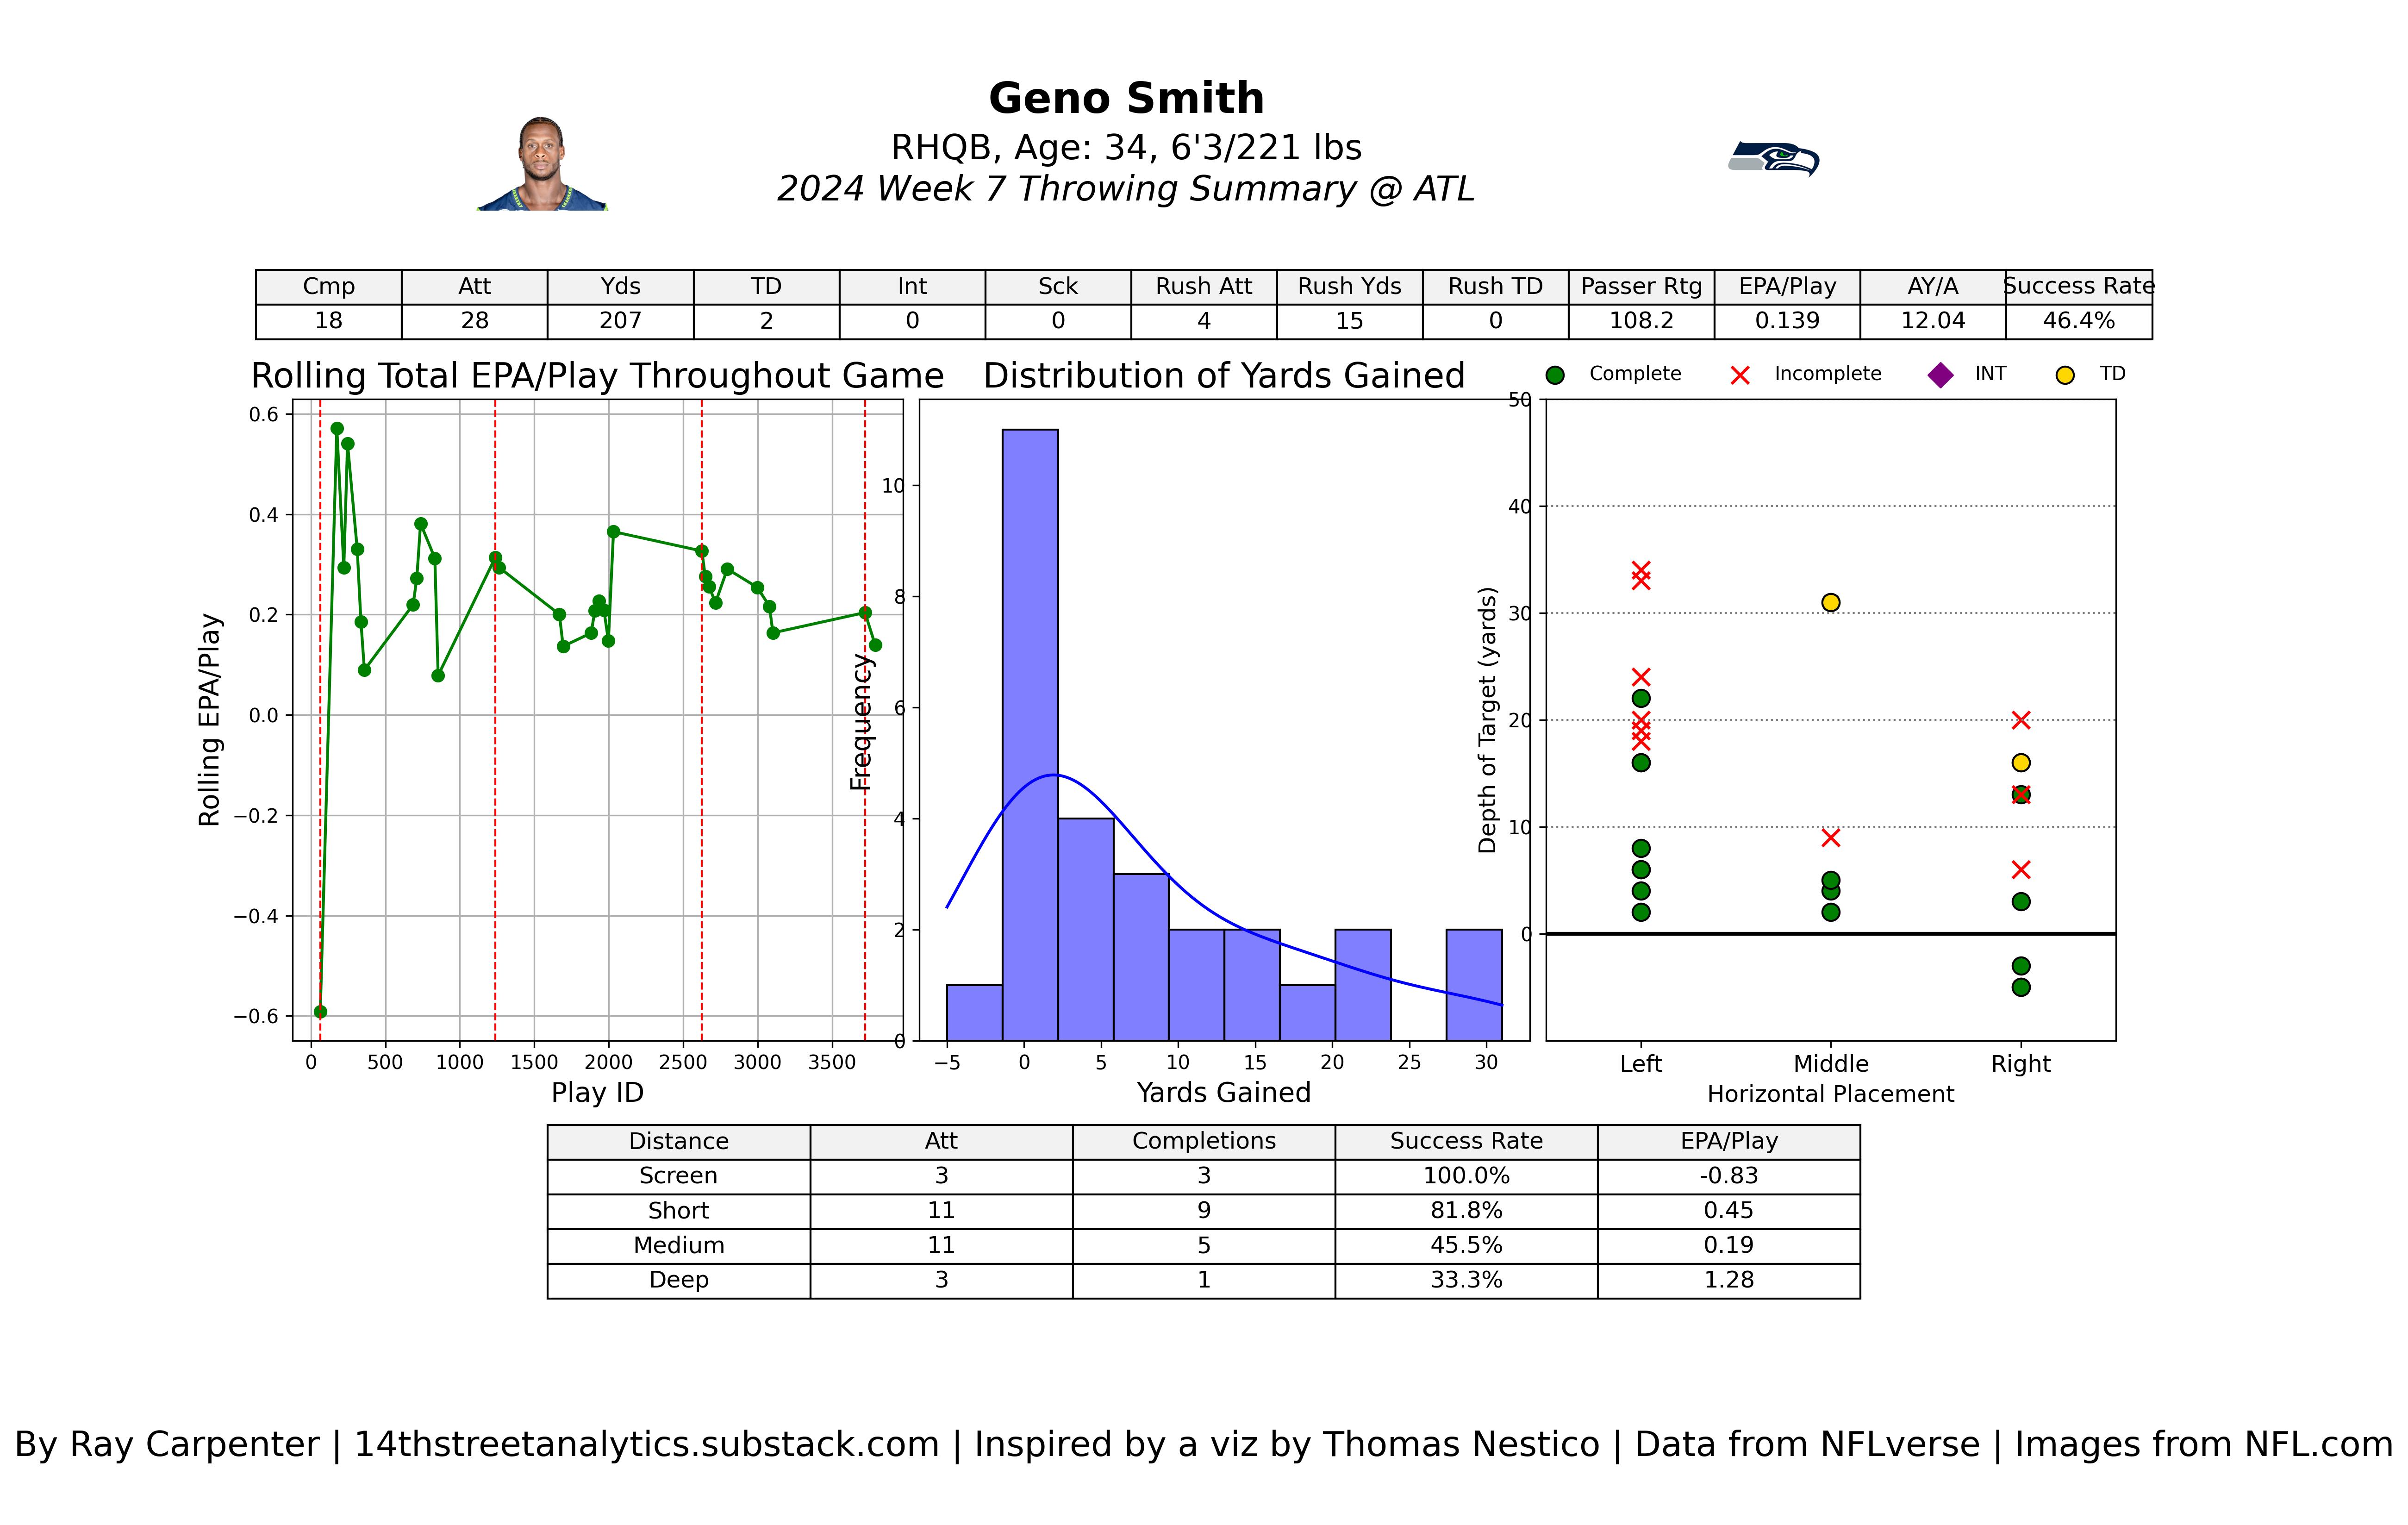 Geno Smith
RHQB, Age: 34, 6'3/221 lbs
2024 Week 7 Throwing Summary @ ATL
Cmp Att Yds TD Int Sck Rush Att Rush Yds Rush TD Passer Rtg EPA/Play AY/A Success Rate
18 28 207 2 0 0 4 15 0 108.2 0.139 12.04 46.4%
Rolling Total EPA/Play Throughout Game
0.6
0.4
0.2
0.0
−0.2
−0.4
−0.6
Rolling EPA/Play
0 500 1000 1500 2000 2500 3000 3500
Play ID
Distribution of Yards Gained
10
8
6
4
2
0
Frequency
−5 0 5 10 15 20 25 30
Yards Gained
Complete Incomplete INT TD
50
40
30
20
10
0
Depth of Target (yards)
Left Middle Right
Horizontal Placement
Distance Att Completions Success Rate EPA/Play
Screen 3 3 100.0% -0.83
Short 11 9 81.8% 0.45
Medium 11 5 45.5% 0.19
Deep 3 1 33.3% 1.28
By Ray Carpenter | 14thstreetanalytics.substack.com | Inspired by a viz by Thomas Nestico | Data from NFLverse | Images from NFL.com